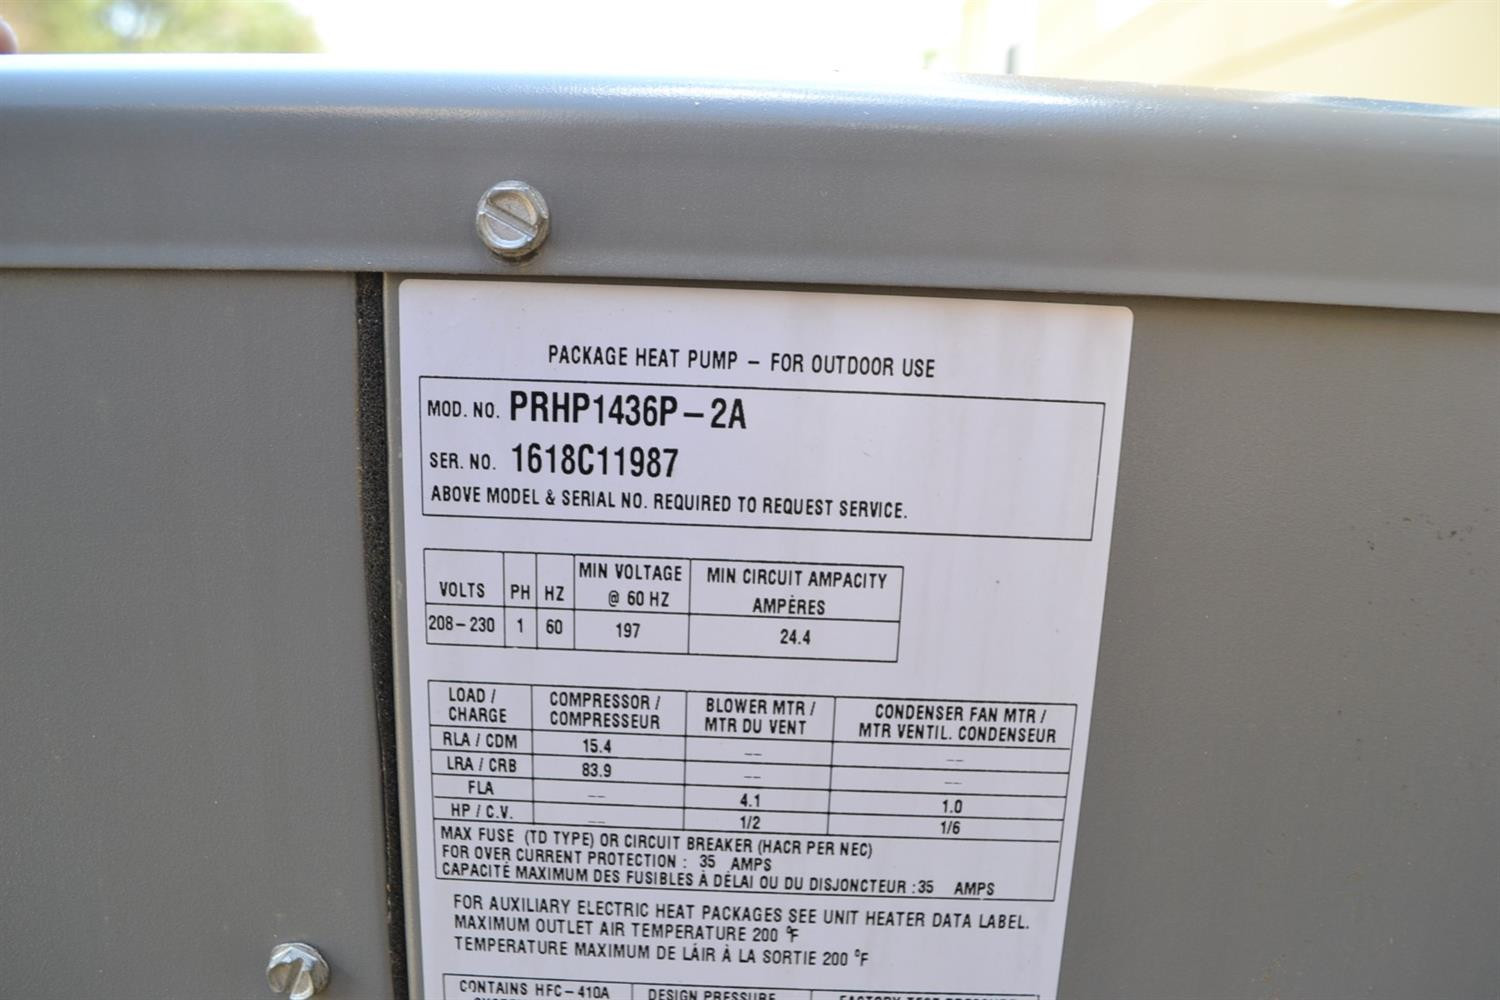 PACKAGE HEAT PUMP – FOR OUTDOOR USE
MOD. NO. PRHP1436P–2A
SER. NO. 1618C11987
ABOVE MODEL & SERIAL NO. REQUIRED TO REQUEST SERVICE.
VOLTS PH HZ MIN VOLTAGE @ 60 HZ MIN CIRCUIT AMPACITY AMPÈRES
208–230 1 60 197 24.4
LOAD / CHARGE COMPRESSOR / COMPRESSEUR BLOWER MTR / MTR DU VENT CONDENSER FAN MTR / MTR VENTIL. CONDENSEUR
RLA / CDM 15.4 –– ––
LRA / CRB 83.9 –– ––
FLA –– 4.1 1.0
HP / C.V. –– 1/2 1/6
MAX FUSE (TD TYPE) OR CIRCUIT BREAKER (HACR PER NEC)
FOR OVER CURRENT PROTECTION : 35 AMPS
CAPACITÉ MAXIMUM DES FUSIBLES À DÉLAI OU DU DISJONCTEUR :35 AMPS
FOR AUXILIARY ELECTRIC HEAT PACKAGES SEE UNIT HEATER DATA LABEL.
MAXIMUM OUTLET AIR TEMPERATURE 200 °F
TEMPERATURE MAXIMUM DE LÁIR À LA SORTIE 200 °F
CONTAINS HFC–410A DESIGN PRESSURE FACTORY TEST PRESSURE